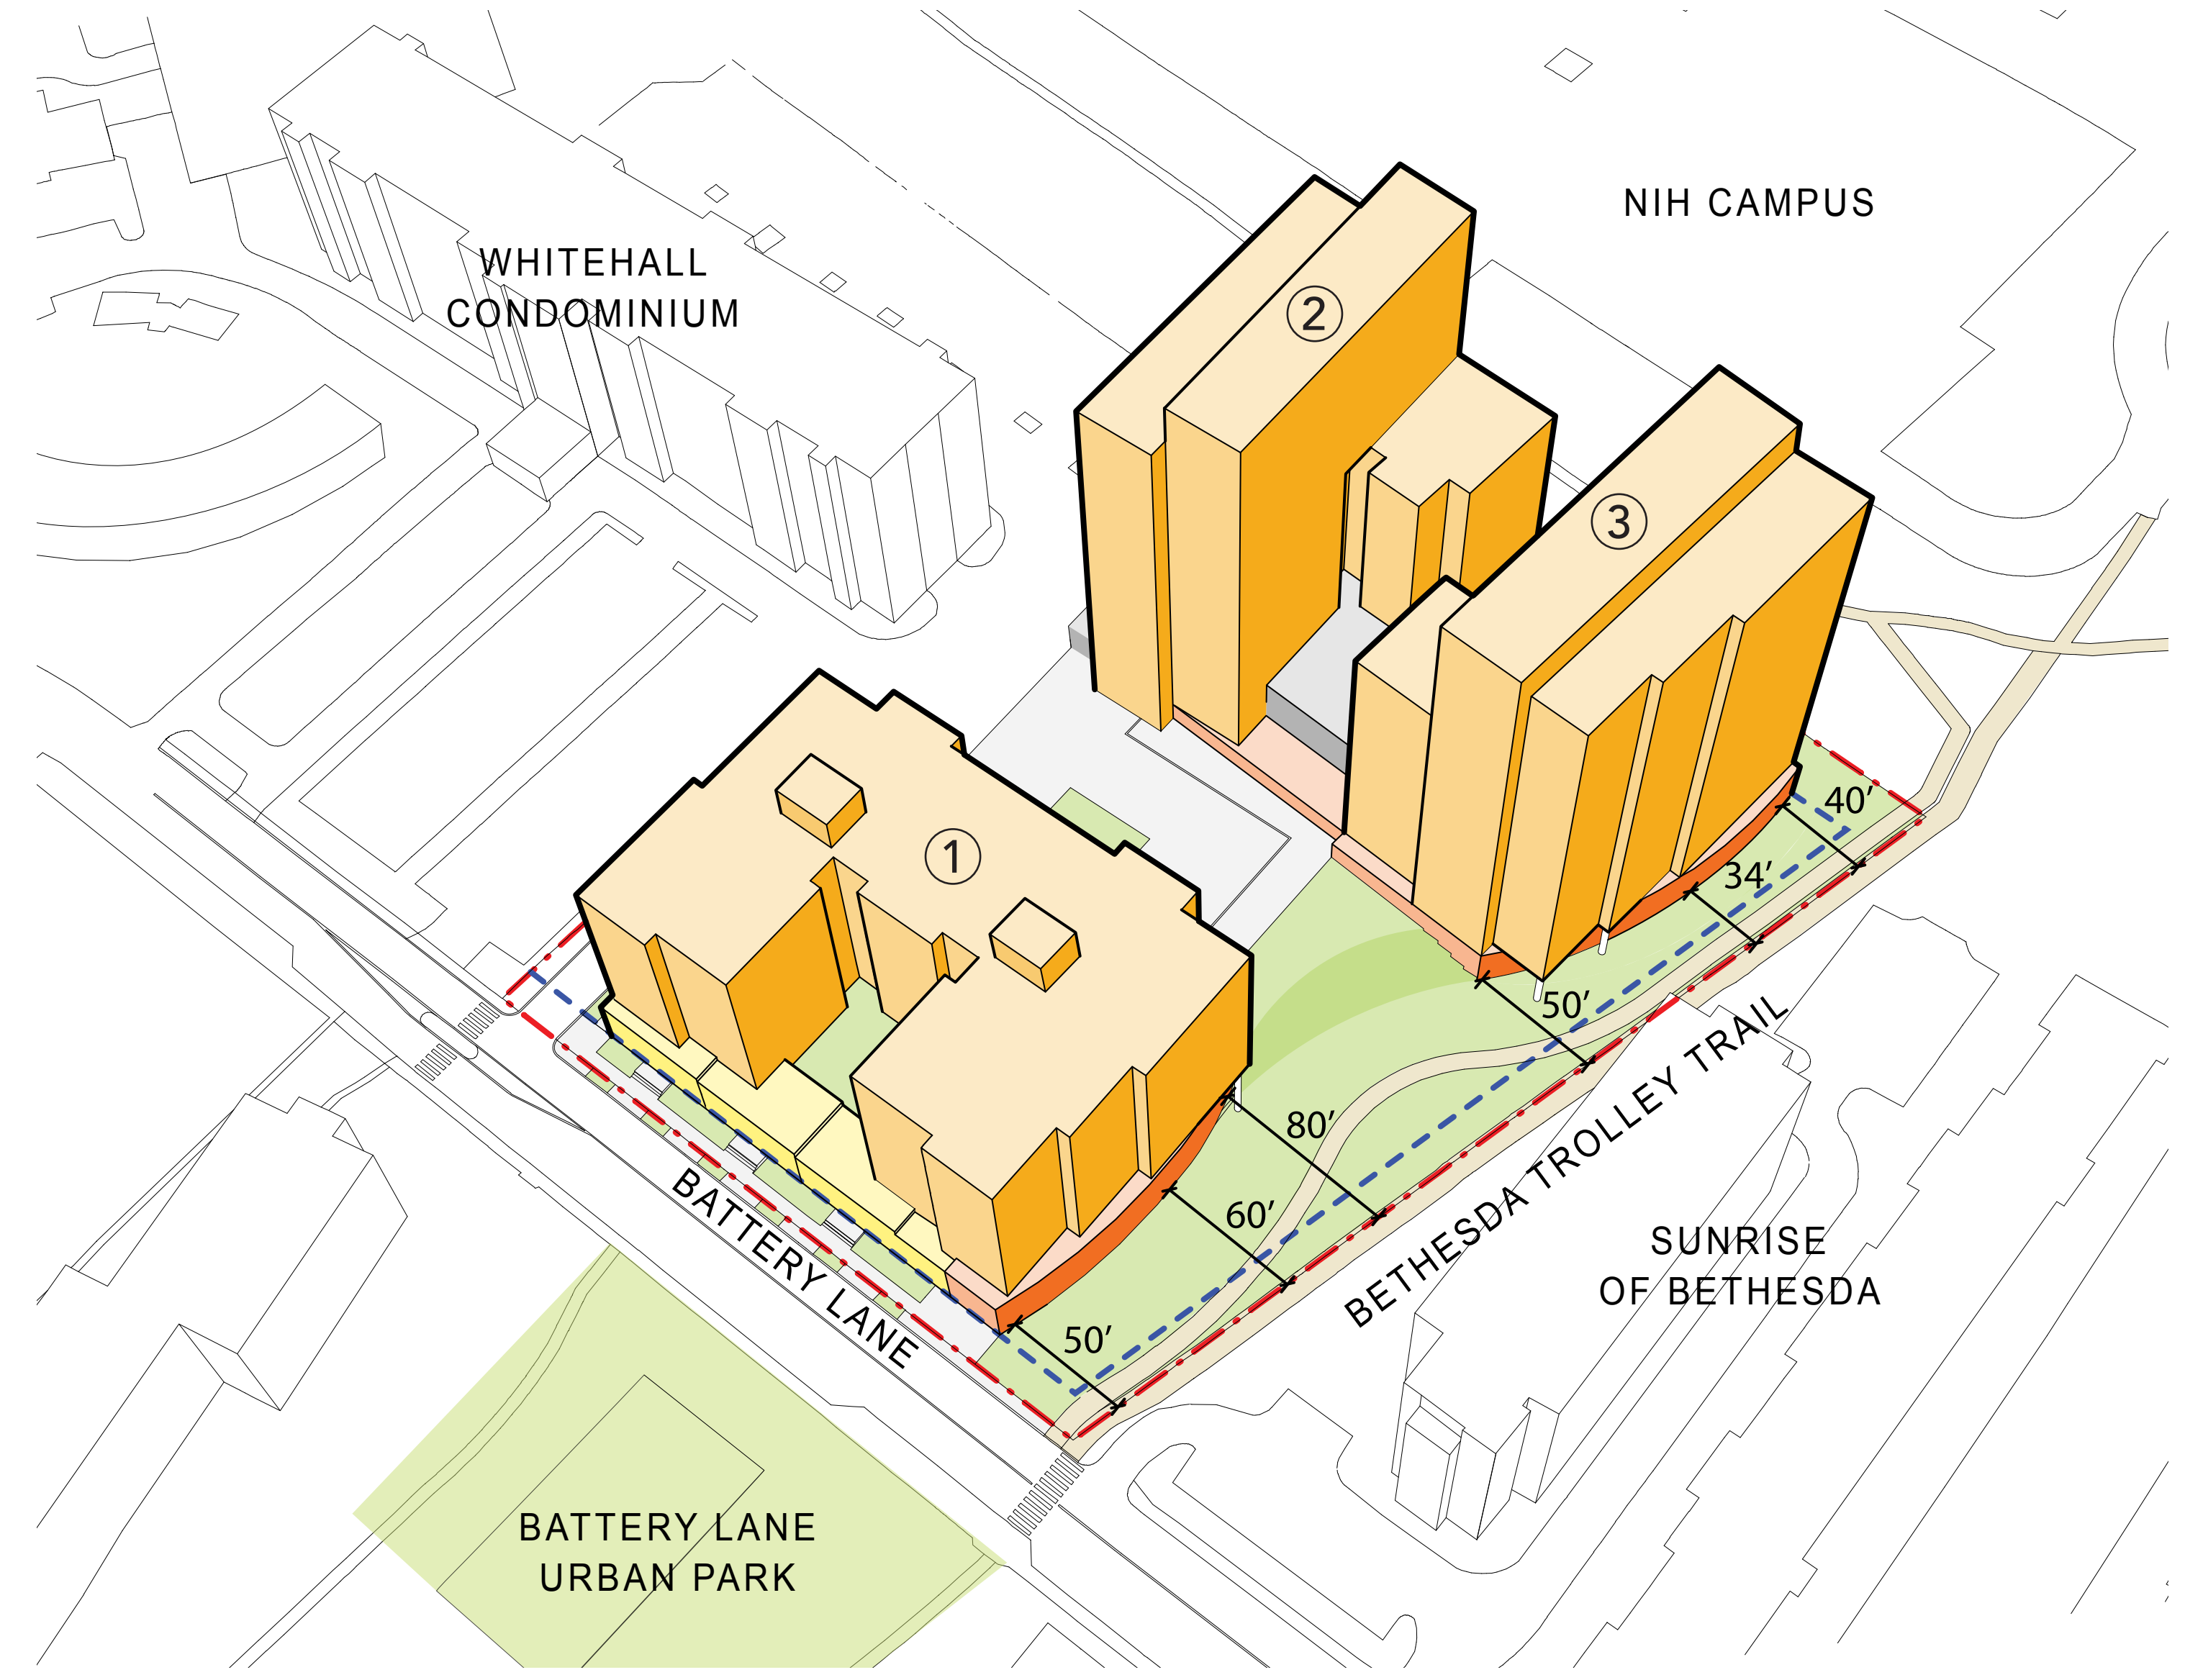 NIH CAMPUS
WHITEHALL
CONDOMINIUM
②
③
①
40’
34’
50’
80’
60’
50’
BETHESDA TROLLEY TRAIL
BATTERY LANE
SUNRISE
OF BETHESDA
BATTERY LANE
URBAN PARK